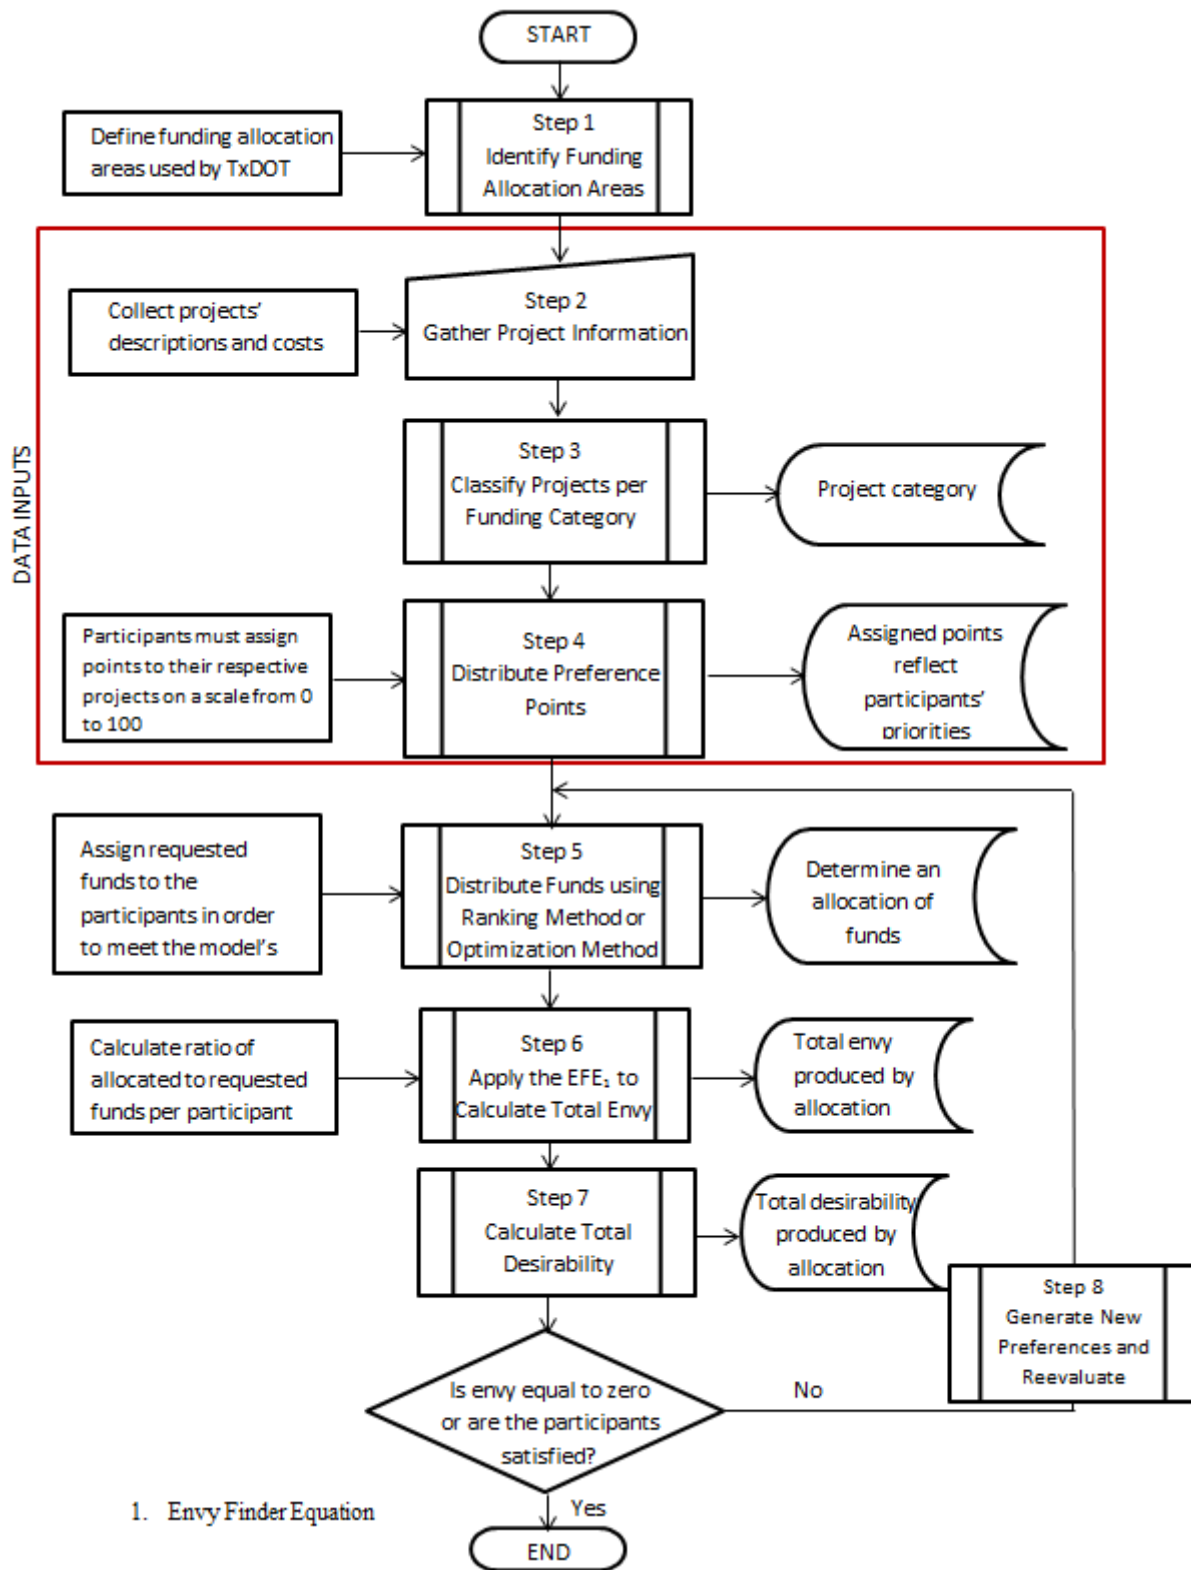 START
Define funding allocation
areas used by TxDOT
Step 1
Identify Funding
Allocation Areas
DATA INPUTS
Collect projects'
descriptions and costs
Step 2
Gather Project Information
Step 3
Classify Projects per
Funding Category
Project category
Participants must assign
points to their respective
projects on a scale from 0
to 100
Step 4
Distribute Preference
Points
Assigned points
reflect
participants'
priorities
Assign requested
funds to the
participants in order
to meet the model's
Step 5
Distribute Funds using
Ranking Method or
Optimization Method
Determine an
allocation of
funds
Calculate ratio of
allocated to requested
funds per participant
Step 6
Apply the EFE₁ to
Calculate Total Envy
Total envy
produced by
allocation
Step 7
Calculate Total
Desirability
Total desirability
produced by
allocation
Step 8
Generate New
Preferences and
Reevaluate
Is envy equal to zero
or are the participants
satisfied?
No
Yes
1. Envy Finder Equation
END